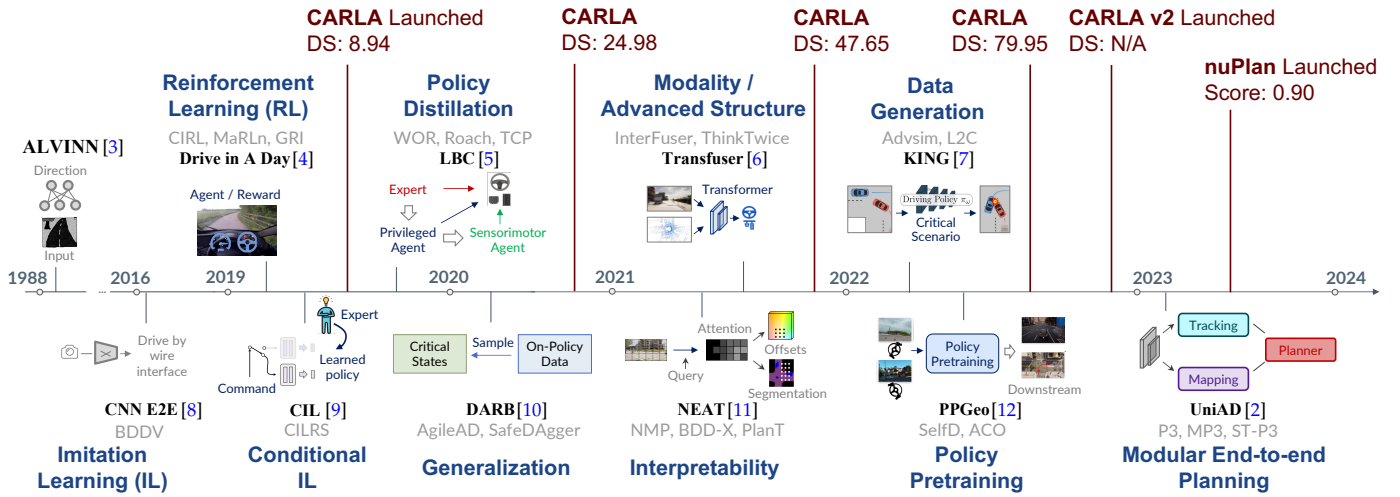 CARLA Launched
DS: 8.94
CARLA
DS: 24.98
CARLA
DS: 47.65
CARLA
DS: 79.95
CARLA v2 Launched
DS: N/A
nuPlan Launched
Score: 0.90
ALVINN [3]
Direction
Input
Reinforcement
Learning (RL)
CIRL, MaRLn, GRI
Drive in A Day [4]
Agent / Reward
Policy
Distillation
WOR, Roach, TCP
LBC [5]
Expert
Privileged
Agent
Sensorimotor
Agent
Modality /
Advanced Structure
InterFuser, ThinkTwice
Transfuser [6]
Transformer
Data
Generation
Advsim, L2C
KING [7]
Driving Policy πω
Critical
Scenario
1988 ... 2016 2019 2020 2021 2022 2023 2024
Drive by
wire
interface
CNN E2E [8]
BDDV
Imitation
Learning (IL)
Expert
Learned
policy
Command
CIL [9]
CILRS
Conditional
IL
Critical
States
Sample
On-Policy
Data
DARB [10]
AgileAD, SafeDAgger
Generalization
Attention
Query
Offsets
Segmentation
NEAT [11]
NMP, BDD-X, PlanT
Interpretability
Policy
Pretraining
Downstream
PPGeo [12]
SelfD, ACO
Policy
Pretraining
Tracking
Mapping
Planner
UniAD [2]
P3, MP3, ST-P3
Modular End-to-end
Planning